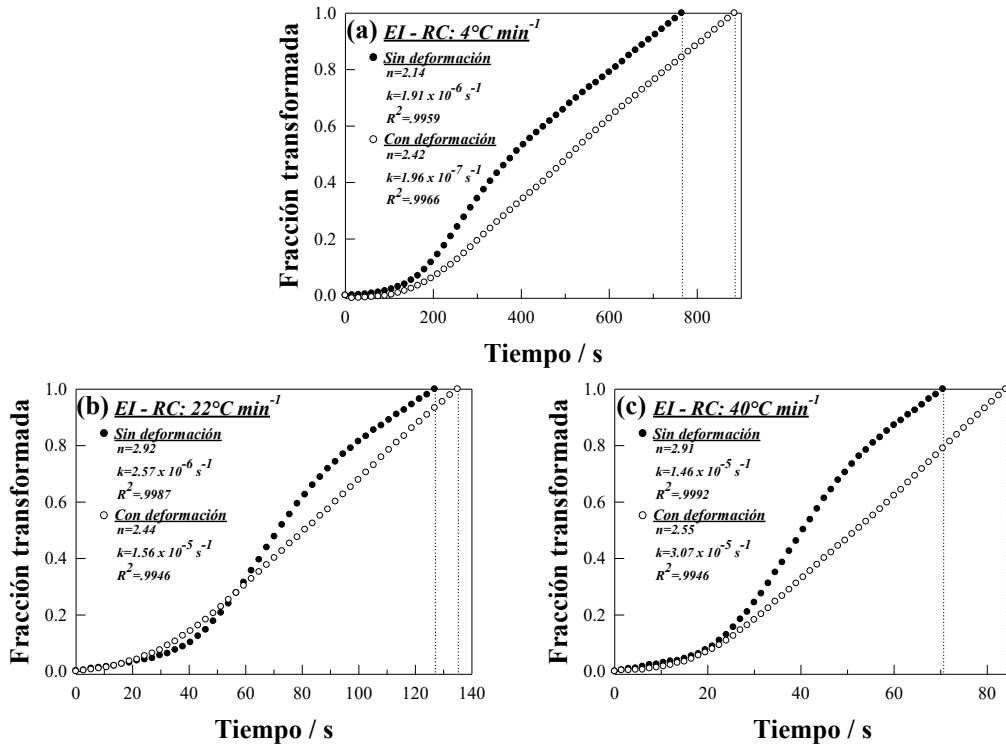 (a) EI - RC: 4°C min⁻¹
Sin deformación
n=2.14
k=1.91 x 10⁻⁶ s⁻¹
R²=.9959
Con deformación
n=2.42
k=1.96 x 10⁻⁷ s⁻¹
R²=.9966
Fracción transformada
1.0
0.8
0.6
0.4
0.2
0.0
0 200 400 600 800
Tiempo / s
(b) EI - RC: 22°C min⁻¹
Sin deformación
n=2.92
k=2.57 x 10⁻⁶ s⁻¹
R²=.9987
Con deformación
n=2.44
k=1.56 x 10⁻⁵ s⁻¹
R²=.9946
Fracción transformada
1.0
0.8
0.6
0.4
0.2
0.0
0 20 40 60 80 100 120 140
Tiempo / s
(c) EI - RC: 40°C min⁻¹
Sin deformación
n=2.91
k=1.46 x 10⁻⁵ s⁻¹
R²=.9992
Con deformación
n=2.55
k=3.07 x 10⁻⁵ s⁻¹
R²=.9946
Fracción transformada
1.0
0.8
0.6
0.4
0.2
0.0
0 20 40 60 80
Tiempo / s